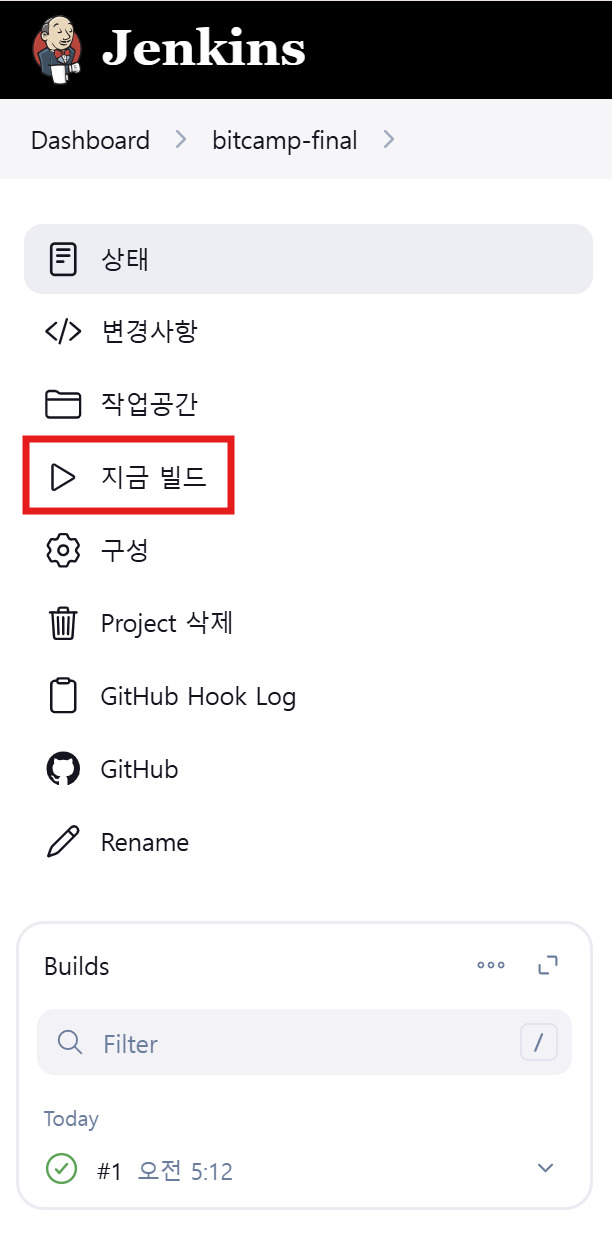 Jenkins
Dashboard > bitcamp-final >
상태
</> 변경사항
작업공간
지금 빌드
구성
Project 삭제
GitHub Hook Log
GitHub
Rename
Builds
Filter /
Today
#1 오전 5:12